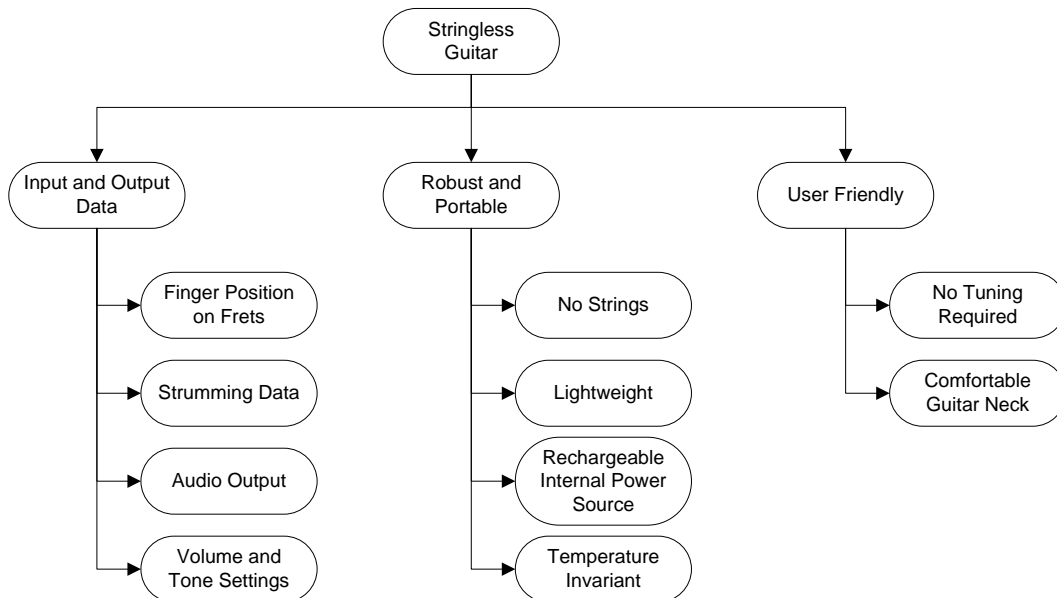 Stringless
Guitar
Input and Output
Data
Robust and
Portable
User Friendly
Finger Position
on Frets
Strumming Data
Audio Output
Volume and
Tone Settings
No Strings
Lightweight
Rechargeable
Internal Power
Source
Temperature
Invariant
No Tuning
Required
Comfortable
Guitar Neck